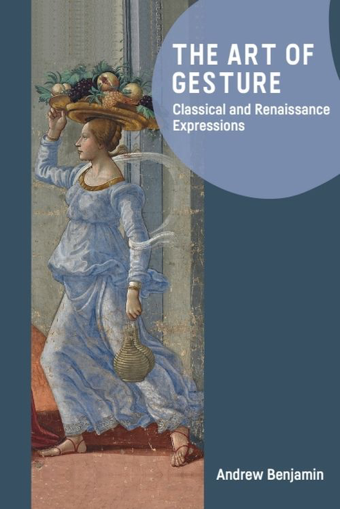 THE ART OF
GESTURE
Classical and Renaissance
Expressions
Andrew Benjamin